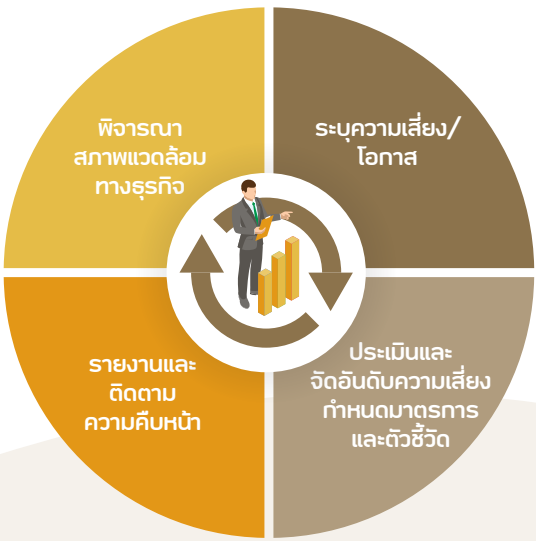 พิจารณา
สภาพแวดล้อม
ทางธุรกิจ
ระบุความเสี่ยง/
โอกาส
ประเมินและ
จัดอันดับความเสี่ยง
กำหนดมาตรการ
และตัวชี้วัด
รายงานและ
ติดตาม
ความคืบหน้า